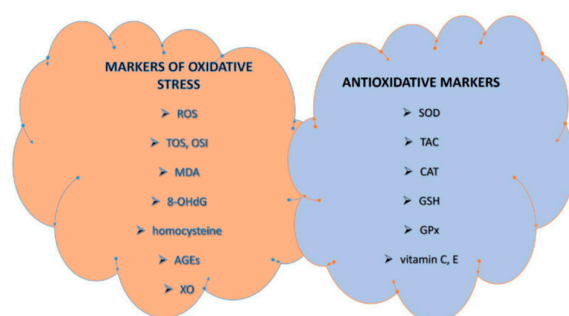 MARKERS OF OXIDATIVE
STRESS
➢ ROS
➢ TOS, OSI
➢ MDA
➢ 8-OHdG
➢ homocysteine
➢ AGEs
➢ XO
ANTIOXIDATIVE MARKERS
➢ SOD
➢ TAC
➢ CAT
➢ GSH
➢ GPx
➢ vitamin C, E